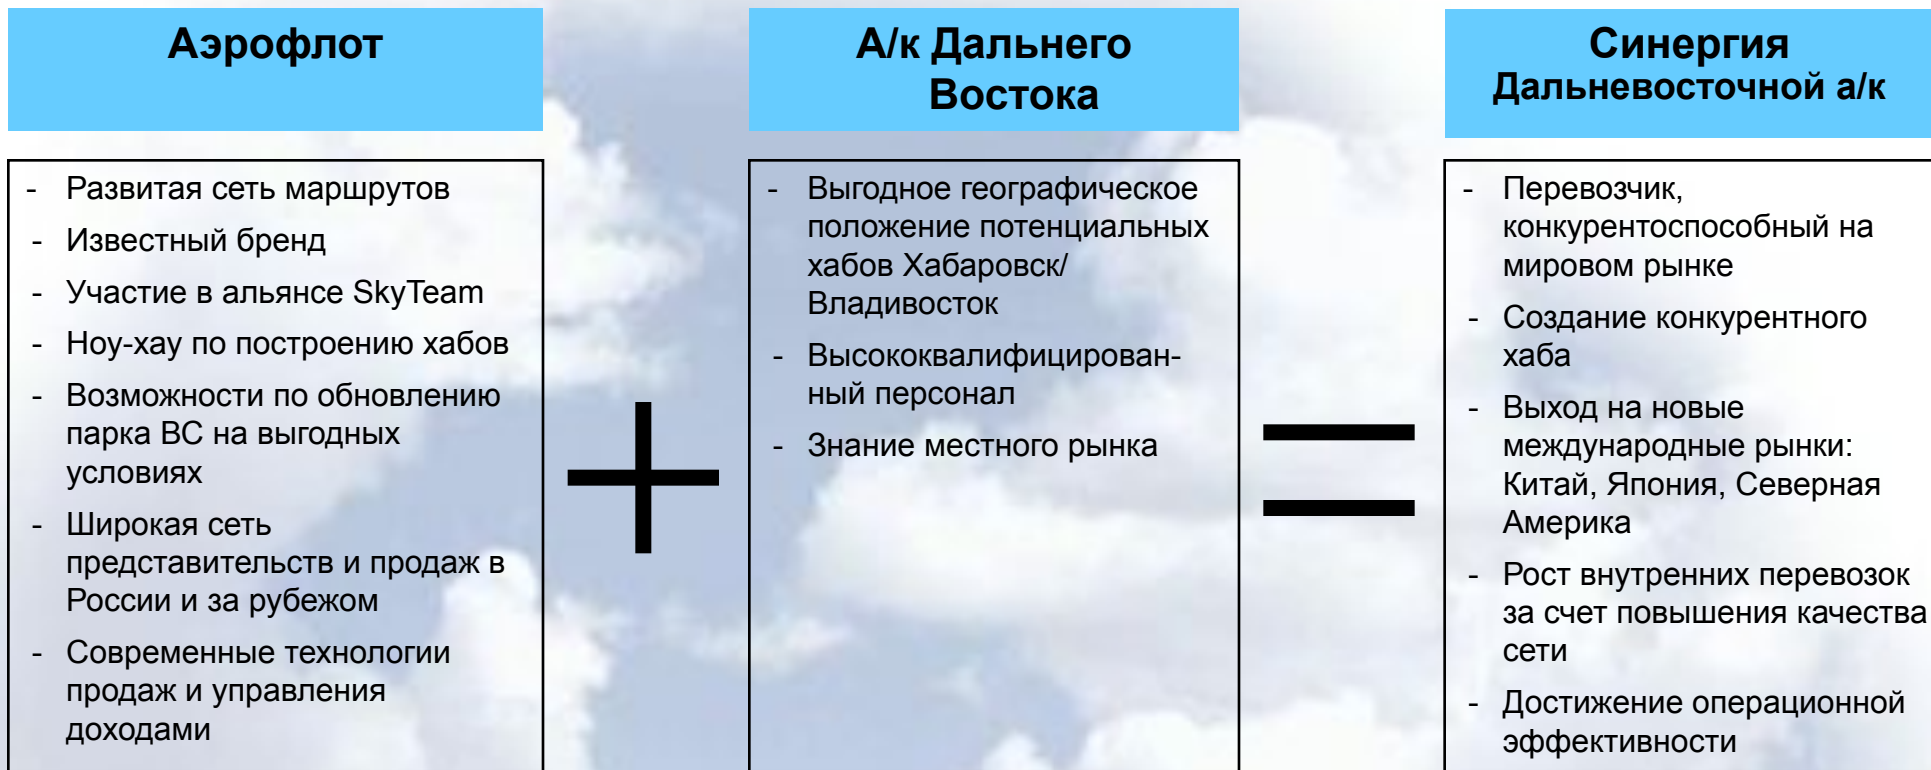 Аэрофлот
- Развитая сеть маршрутов
- Известный бренд
- Участие в альянсе SkyTeam
- Ноу-хау по построению хабов
- Возможности по обновлению
парка ВС на выгодных
условиях
- Широкая сеть
представительств и продаж в
России и за рубежом
- Современные технологии
продаж и управления
доходами
+
А/к Дальнего
Востока
- Выгодное географическое
положение потенциальных
хабов Хабаровск/
Владивосток
- Высококвалифицирован-
ный персонал
- Знание местного рынка
=
Синергия
Дальневосточной а/к
- Перевозчик,
конкурентоспособный на
мировом рынке
- Создание конкурентного
хаба
- Выход на новые
международные рынки:
Китай, Япония, Северная
Америка
- Рост внутренних перевозок
за счет повышения качества
сети
- Достижение операционной
эффективности